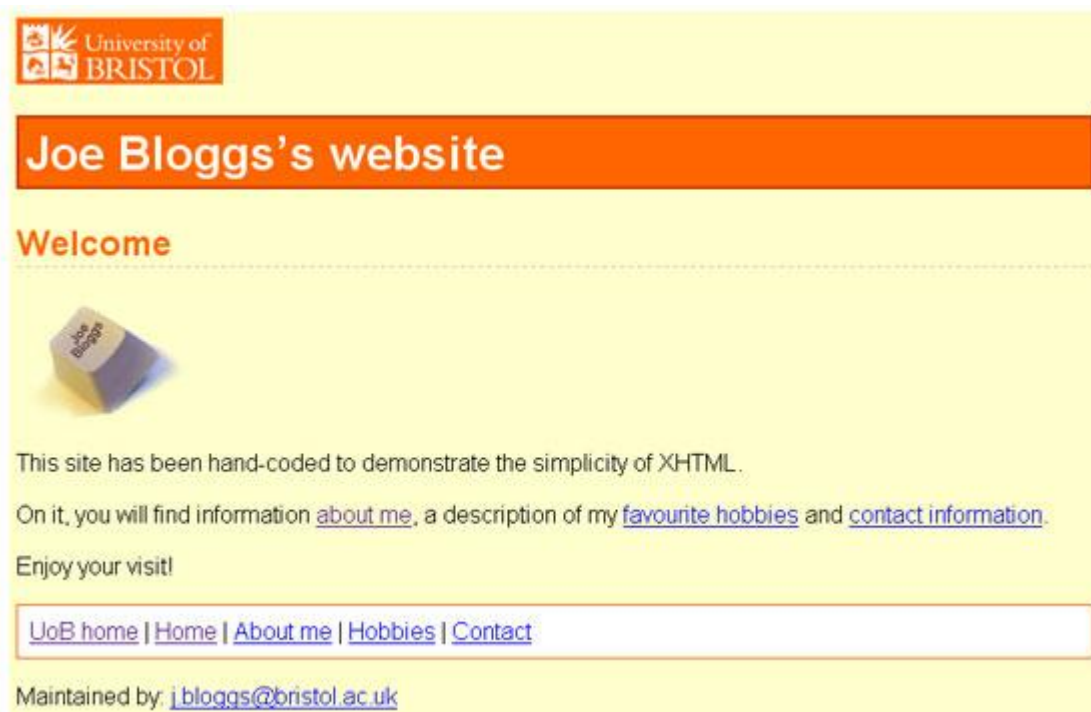 University of
BRISTOL
Joe Bloggs’s website
Welcome
Joe
Bloggs
This site has been hand-coded to demonstrate the simplicity of XHTML.
On it, you will find information about me, a description of my favourite hobbies and contact information.
Enjoy your visit!
UoB home | Home | About me | Hobbies | Contact
Maintained by: j.bloggs@bristol.ac.uk